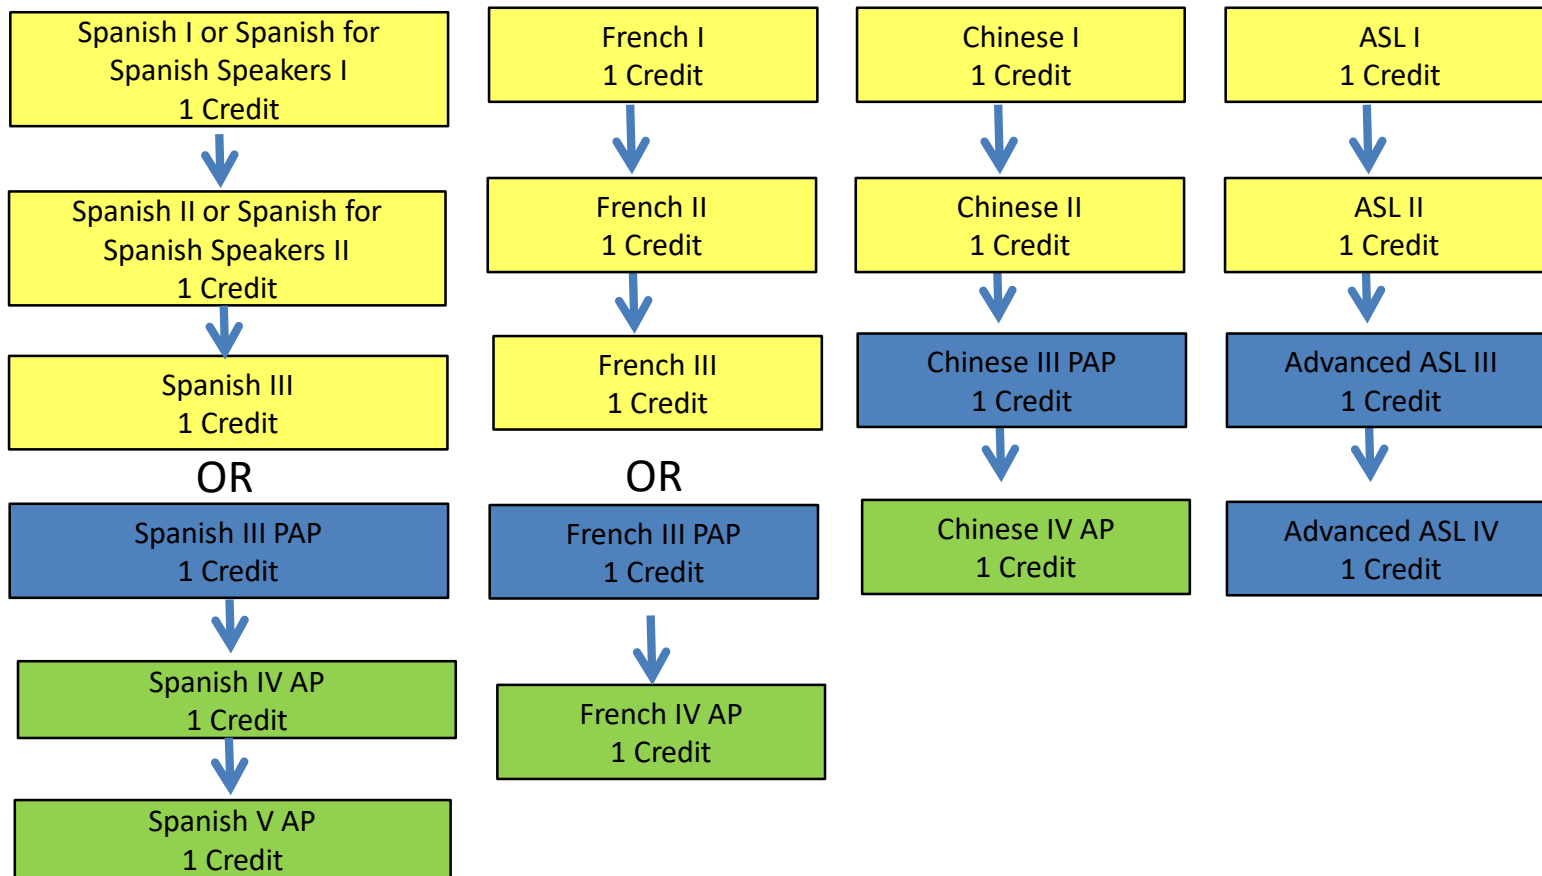 Spanish I or Spanish for
Spanish Speakers I
1 Credit
Spanish II or Spanish for
Spanish Speakers II
1 Credit
Spanish III
1 Credit
OR
Spanish III PAP
1 Credit
Spanish IV AP
1 Credit
Spanish V AP
1 Credit
French I
1 Credit
French II
1 Credit
French III
1 Credit
OR
French III PAP
1 Credit
French IV AP
1 Credit
Chinese I
1 Credit
Chinese II
1 Credit
Chinese III PAP
1 Credit
Chinese IV AP
1 Credit
ASL I
1 Credit
ASL II
1 Credit
Advanced ASL III
1 Credit
Advanced ASL IV
1 Credit